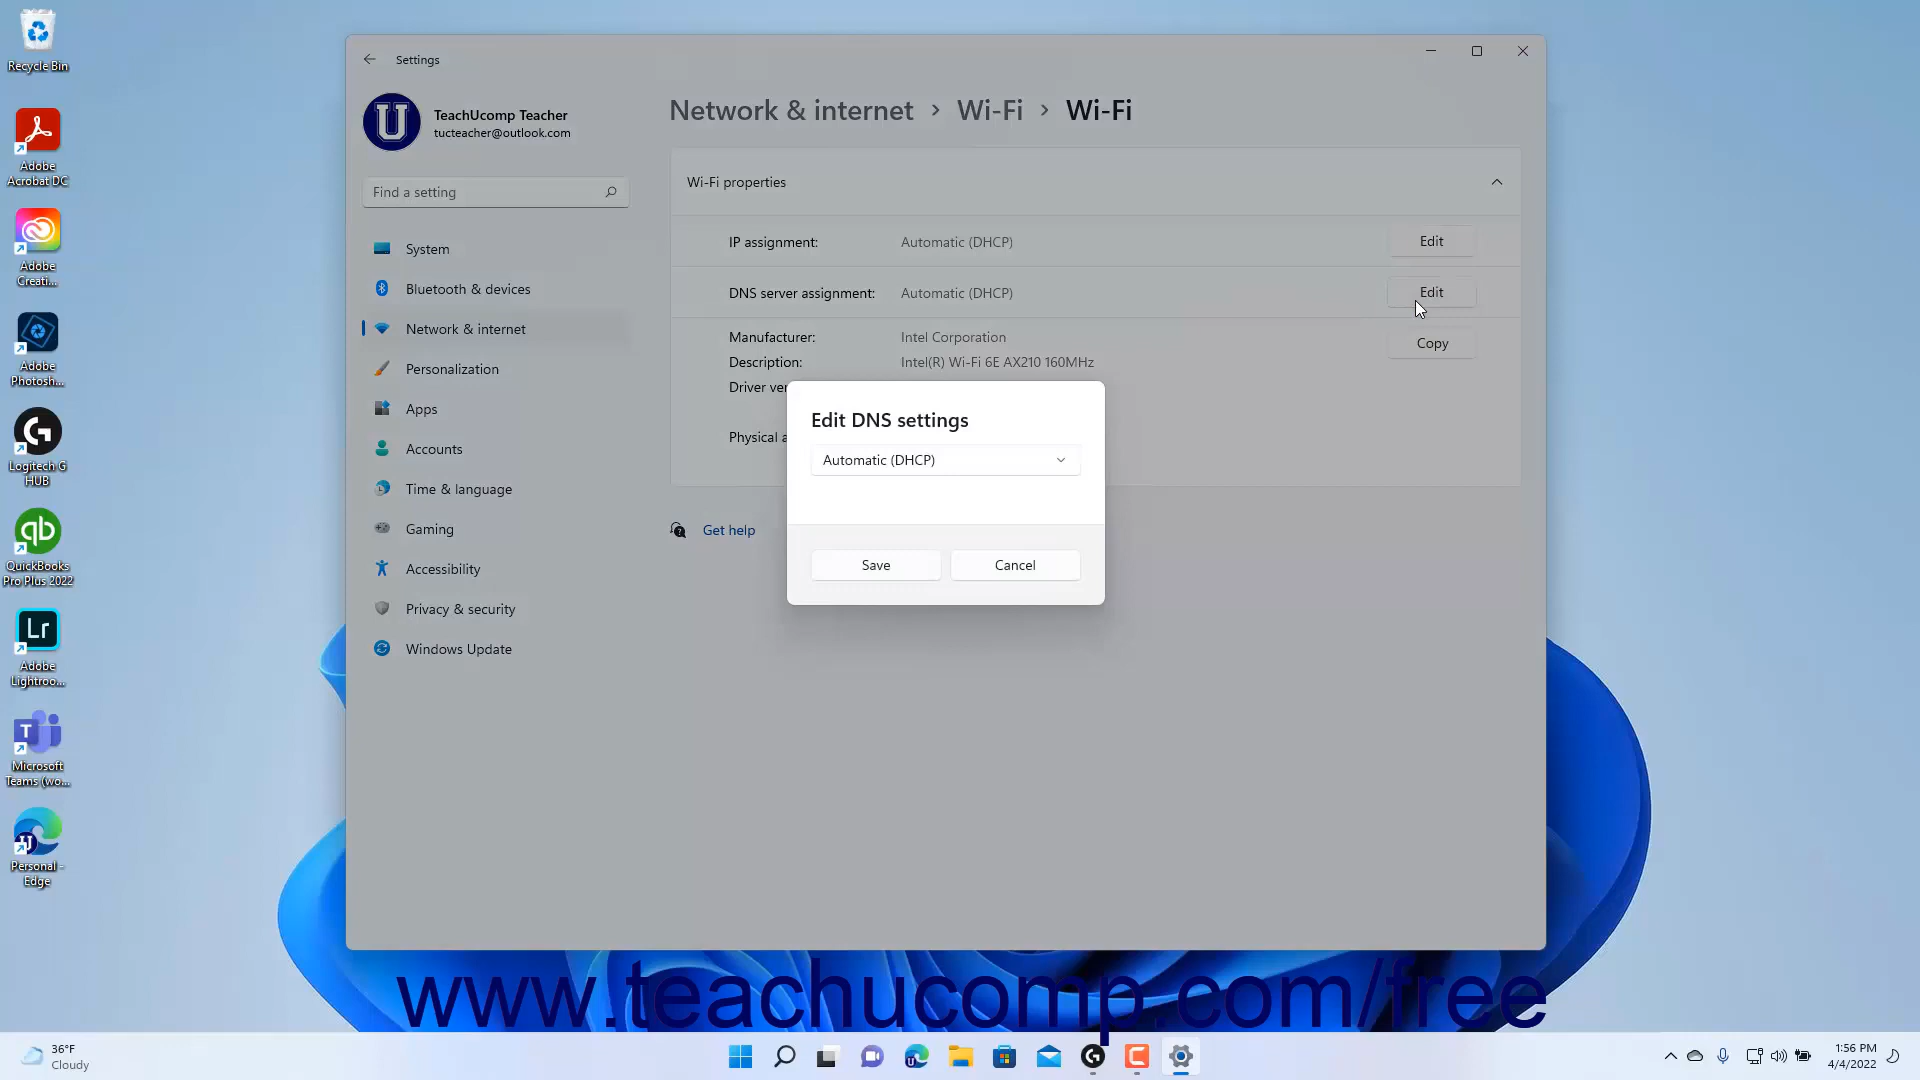 Recycle Bin
Adobe
Acrobat DC
Adobe
Creati...
Adobe
Photosh...
Logitech G
HUB
QuickBooks
Pro Plus 2022
Lr
Adobe
Lightroo...
T
Microsoft
Teams (wo...
Personal -
Edge
Settings
U
TeachUcomp Teacher
tucteacher@outlook.com
Find a setting
System
Bluetooth & devices
Network & internet
Personalization
Apps
Accounts
Time & language
Gaming
Accessibility
Privacy & security
Windows Update
Network & internet > Wi-Fi > Wi-Fi
Wi-Fi properties
IP assignment: Automatic (DHCP) Edit
DNS server assignment: Automatic (DHCP) Edit
Manufacturer: Intel Corporation Copy
Description: Intel(R) Wi-Fi 6E AX210 160MHz
Driver ve
Physical a
Get help
Edit DNS settings
Automatic (DHCP)
Save Cancel
www.teachucomp.com/free
36°F
Cloudy
1:56 PM
4/4/2022